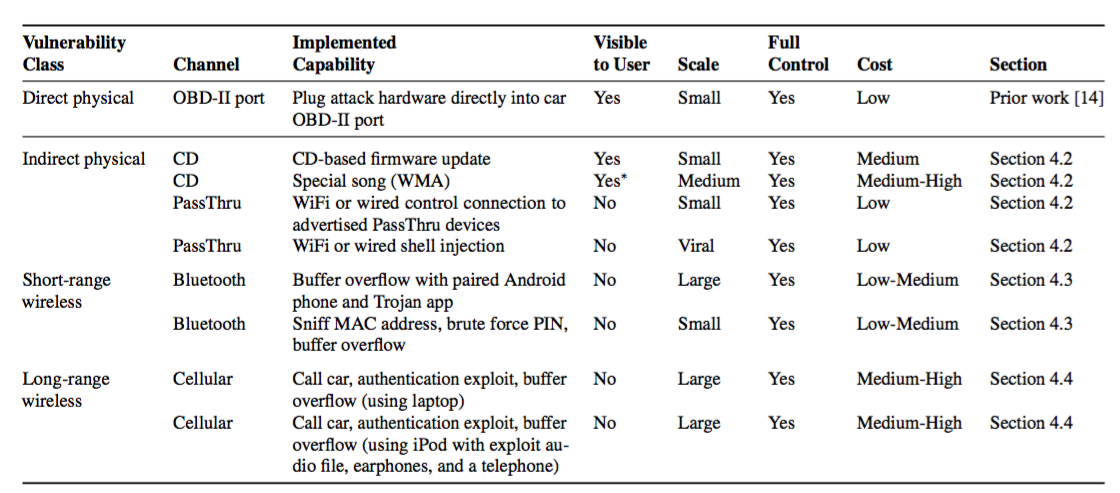 Vulnerability Implemented Visible Full
Class Channel Capability to User Scale Control Cost Section
Direct physical OBD-II port Plug attack hardware directly into car Yes Small Yes Low Prior work [14]
OBD-II port
Indirect physical CD CD-based firmware update Yes Small Yes Medium Section 4.2
CD Special song (WMA) Yes* Medium Yes Medium-High Section 4.2
PassThru WiFi or wired control connection to No Small Yes Low Section 4.2
advertised PassThru devices
PassThru WiFi or wired shell injection No Viral Yes Low Section 4.2
Short-range Bluetooth Buffer overflow with paired Android No Large Yes Low-Medium Section 4.3
wireless phone and Trojan app
Bluetooth Sniff MAC address, brute force PIN, No Small Yes Low-Medium Section 4.3
buffer overflow
Long-range Cellular Call car, authentication exploit, buffer No Large Yes Medium-High Section 4.4
wireless overflow (using laptop)
Cellular Call car, authentication exploit, buffer No Large Yes Medium-High Section 4.4
overflow (using iPod with exploit au-
dio file, earphones, and a telephone)